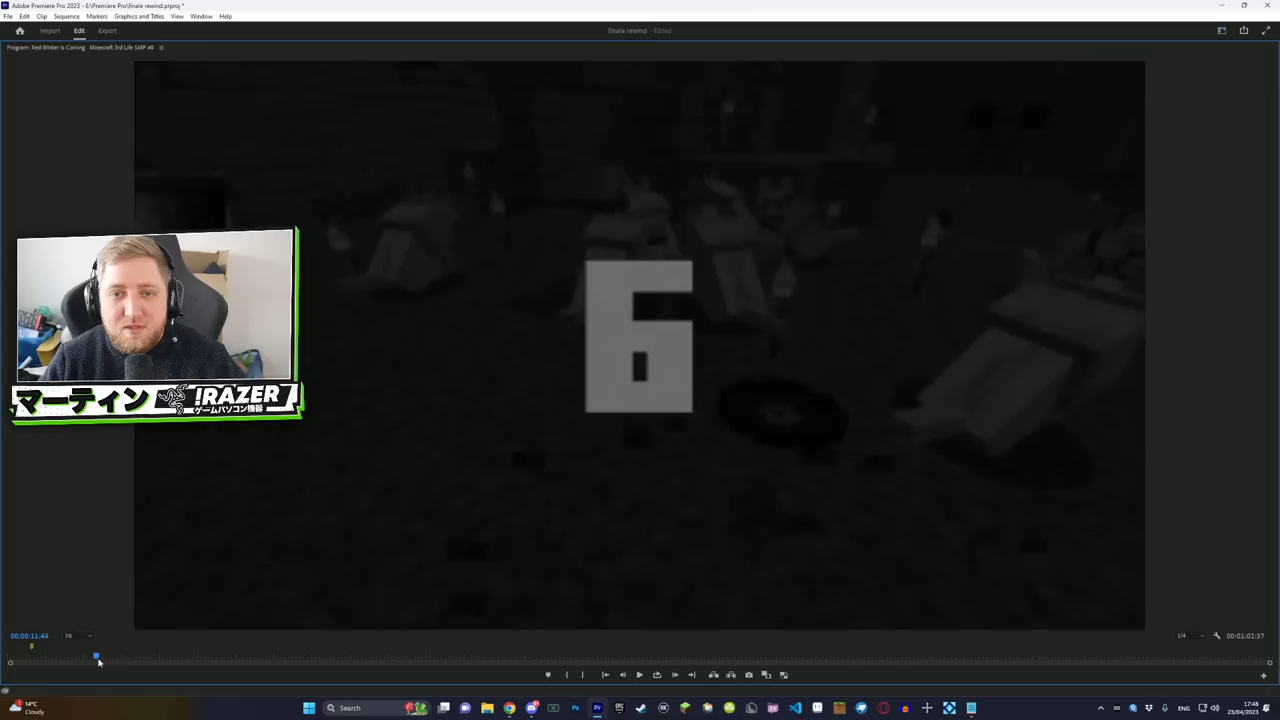 Adobe Premiere Pro 2023 - E:\Premiere Pro\finale rewind.prproj *
File Edit Clip Sequence Markers Graphics and Titles View Window Help
Import Edit Export
finale rewind - Edited
Program: Red Winter Is Coming Minecraft 3rd Life SMP #8
6
マーティン
!RAZER
ゲームパソコン機器
00:00:11:44
Fit
1/4
00:01:02:37
14°C
Cloudy
Search
ENG
17:48
23/04/2023